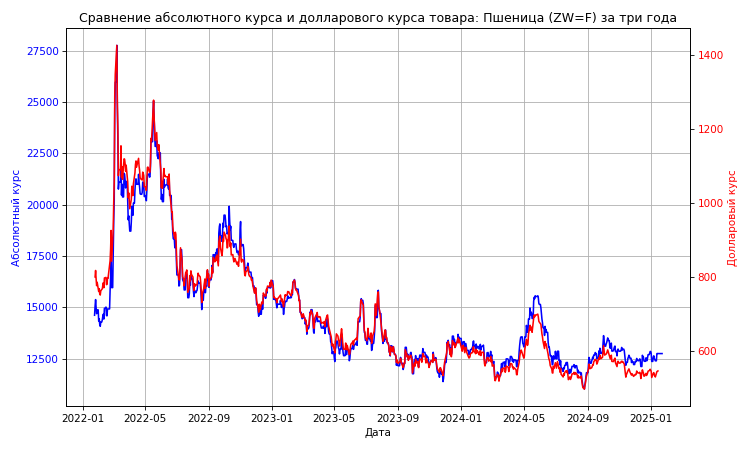 Сравнение абсолютного курса и долларового курса товара: Пшеница (ZW=F) за три года
27500
25000
22500
20000
17500
15000
12500
Абсолютный курс
1400
1200
1000
800
600
Долларовый курс
2022-01 2022-05 2022-09 2023-01 2023-05 2023-09 2024-01 2024-05 2024-09 2025-01
Дата